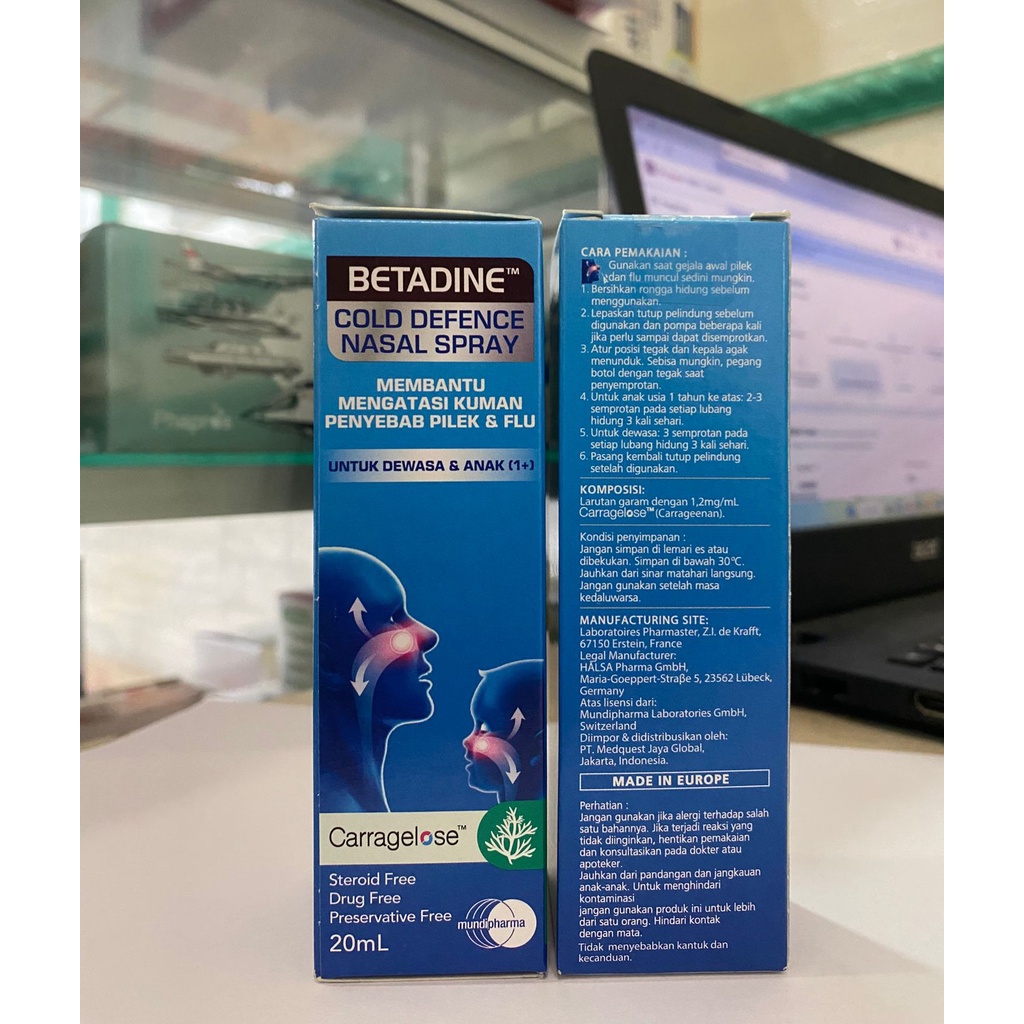 BETADINE™
COLD DEFENCE
NASAL SPRAY
MEMBANTU
MENGATASI KUMAN
PENYEBAB PILEK & FLU
UNTUK DEWASA & ANAK (1+)
Carragelose™
Steroid Free
Drug Free
Preservative Free
20mL
mundipharma
CARA PEMAKAIAN :
Gunakan saat gejala awal pilek
dan flu muncul sedini mungkin.
1. Bersihkan rongga hidung sebelum
menggunakan.
2. Lepaskan tutup pelindung sebelum
digunakan dan pompa beberapa kali
jika perlu sampai dapat disemprotkan.
3. Atur posisi tegak dan kepala agak
menunduk. Sebisa mungkin, pegang
botol dengan tegak saat
penyemprotan.
4. Untuk anak usia 1 tahun ke atas: 2-3
semprotan pada setiap lubang
hidung 3 kali sehari.
5. Untuk dewasa: 3 semprotan pada
setiap lubang hidung 3 kali sehari.
6. Pasang kembali tutup pelindung
setelah digunakan.
KOMPOSISI:
Larutan garam dengan 1,2mg/mL
Carragelose™ (Carrageenan).
Kondisi penyimpanan :
Jangan simpan di lemari es atau
dibekukan. Simpan di bawah 30°C.
Jauhkan dari sinar matahari langsung.
Jangan gunakan setelah masa
kedaluwarsa.
MANUFACTURING SITE:
Laboratoires Pharmaster, Z.I. de Krafft,
67150 Erstein, France
Legal Manufacturer:
HÄLSA Pharma GmbH,
Maria-Goeppert-Straße 5, 23562 Lübeck,
Germany
Atas lisensi dari:
Mundipharma Laboratories GmbH,
Switzerland
Diimpor & didistribusikan oleh:
PT. Medquest Jaya Global,
Jakarta, Indonesia.
MADE IN EUROPE
Perhatian :
Jangan gunakan jika alergi terhadap salah
satu bahannya. Jika terjadi reaksi yang
tidak diinginkan, hentikan pemakaian
dan konsultasikan pada dokter atau
apoteker.
Jauhkan dari pandangan dan jangkauan
anak-anak. Untuk menghindari
kontaminasi
jangan gunakan produk ini untuk lebih
dari satu orang. Hindari kontak
dengan mata.
Tidak menyebabkan kantuk dan
kecanduan.
acer